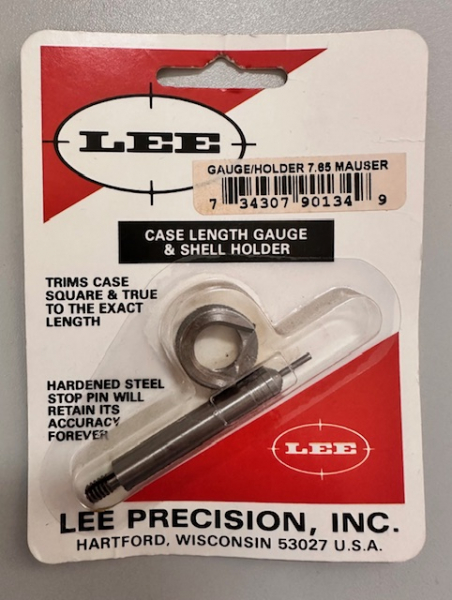 LEE
GAUGE/HOLDER 7.65 MAUSER
7 34307 90134 9
CASE LENGTH GAUGE
& SHELL HOLDER
TRIMS CASE
SQUARE & TRUE
TO THE EXACT
LENGTH
HARDENED STEEL
STOP PIN WILL
RETAIN ITS
ACCURACY
FOREVER
LEE
LEE PRECISION, INC.
HARTFORD, WISCONSIN 53027 U.S.A.